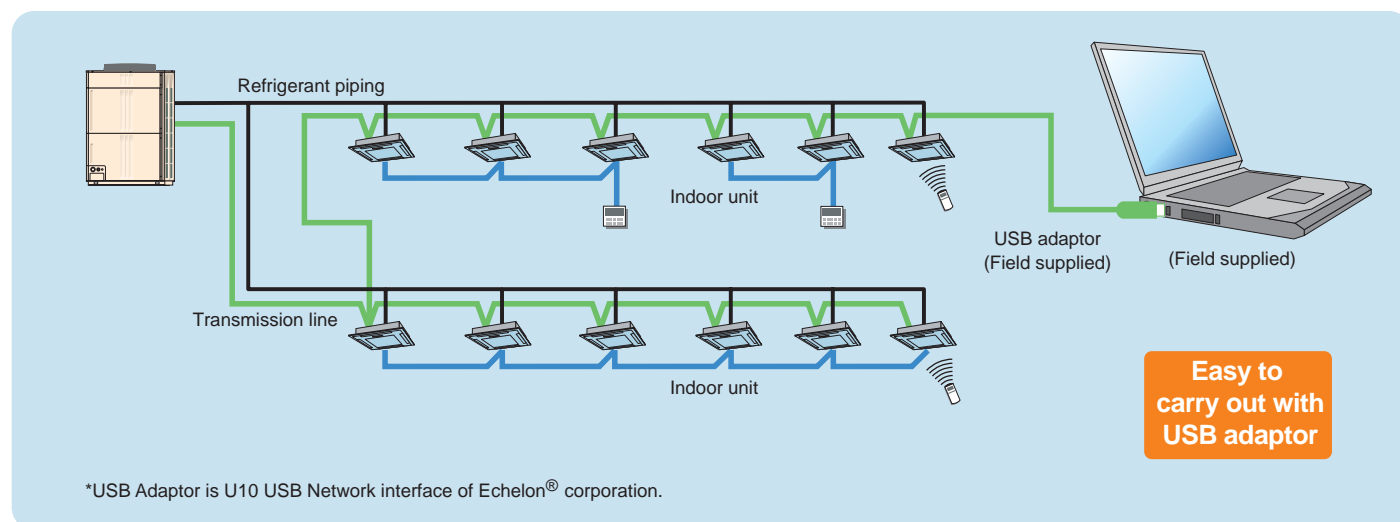 Refrigerant piping
Indoor unit
USB adaptor
(Field supplied)
(Field supplied)
Transmission line
Indoor unit
Easy to
carry out with
USB adaptor
*USB Adaptor is U10 USB Network interface of Echelon® corporation.